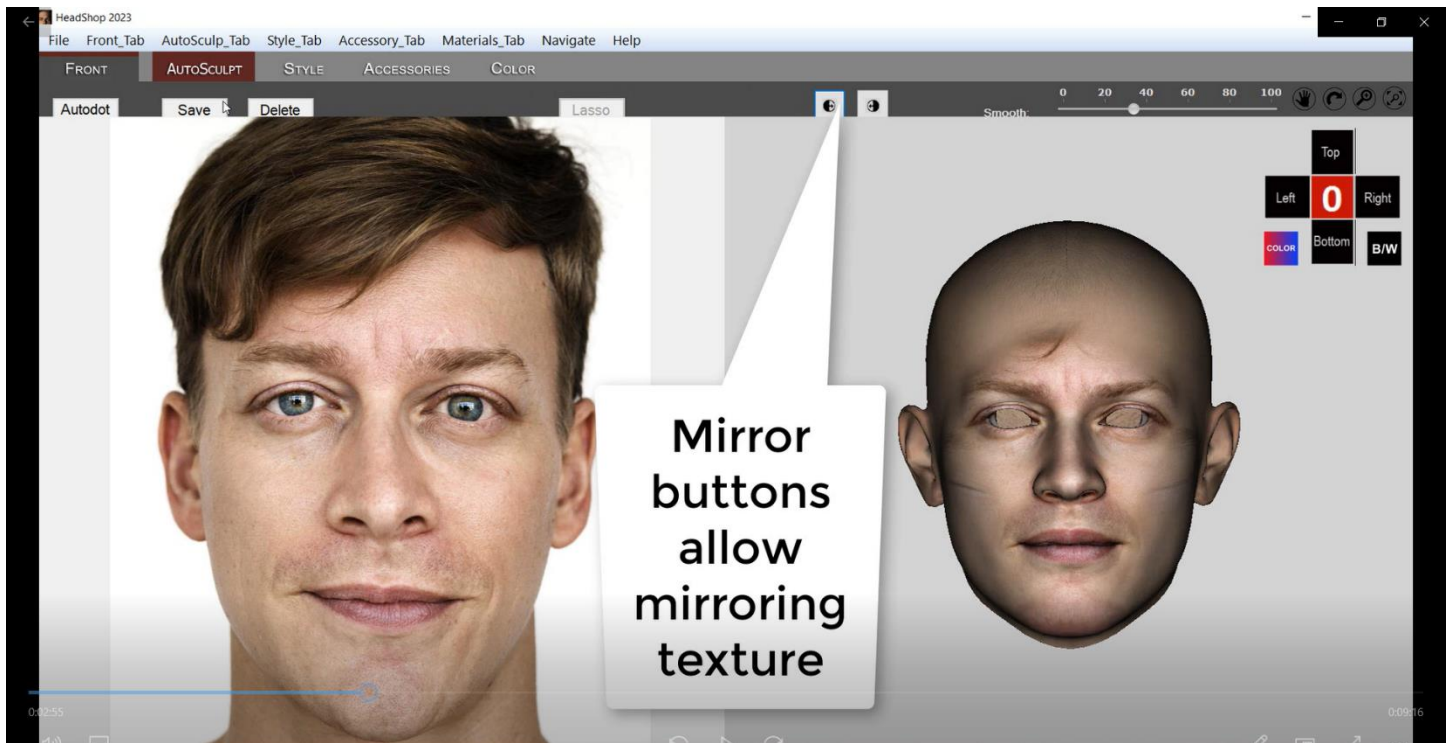 HeadShop 2023
File Front_Tab AutoSculp_Tab Style_Tab Accessory_Tab Materials_Tab Navigate Help
FRONT AUTOSCULPT STYLE ACCESSORIES COLOR
0 20 40 60 80 100
Autodot Save Delete Lasso Smooth:
Top
Left 0 Right
COLOR Bottom B/W
Mirror
buttons
allow
mirroring
texture
0:02:55 0:09:16